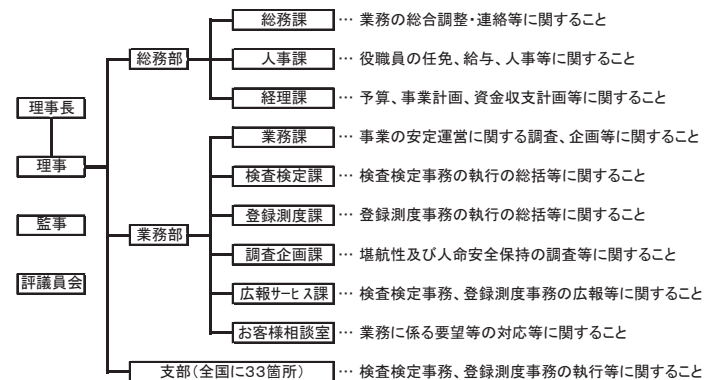 総務課 … 業務の総合調整・連絡等に関すること
総務部 人事課 … 役職員の任免、給与、人事等に関すること
経理課 … 予算、事業計画、資金収支計画等に関すること
理事長
業務課 … 事業の安定運営に関する調査、企画等に関すること
理事 検査検定課 … 検査検定事務の執行の総括等に関すること
登録測度課 … 登録測度事務の執行の総括等に関すること
監事
業務部
調査企画課 … 堪航性及び人命安全保持の調査等に関すること
評議員会
広報サービス課 … 検査検定事務、登録測度事務の広報等に関すること
お客様相談室 … 業務に係る要望等の対応等に関すること
支部(全国に33箇所) … 検査検定事務、登録測度事務の執行等に関すること